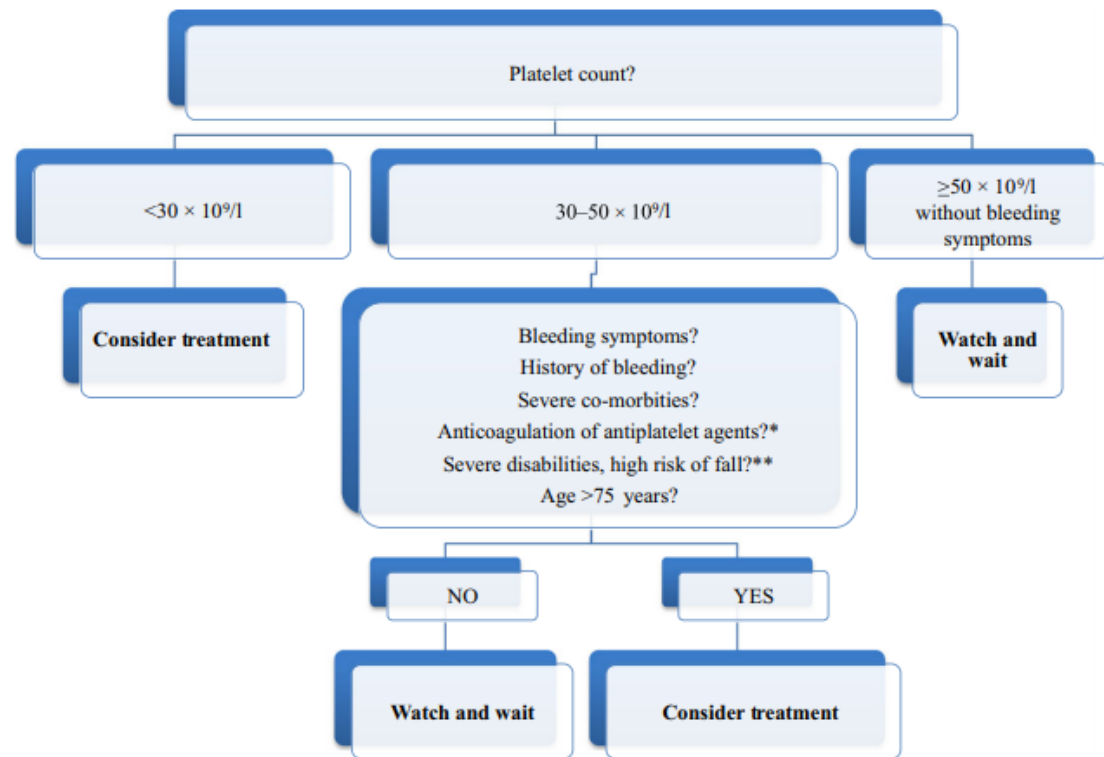 Platelet count?
<30 × 10⁹/l
30–50 × 10⁹/l
≥50 × 10⁹/l
without bleeding
symptoms
Consider treatment
Bleeding symptoms?
History of bleeding?
Severe co-morbities?
Anticoagulation of antiplatelet agents?*
Severe disabilities, high risk of fall?**
Age >75 years?
Watch and
wait
NO
YES
Watch and wait
Consider treatment